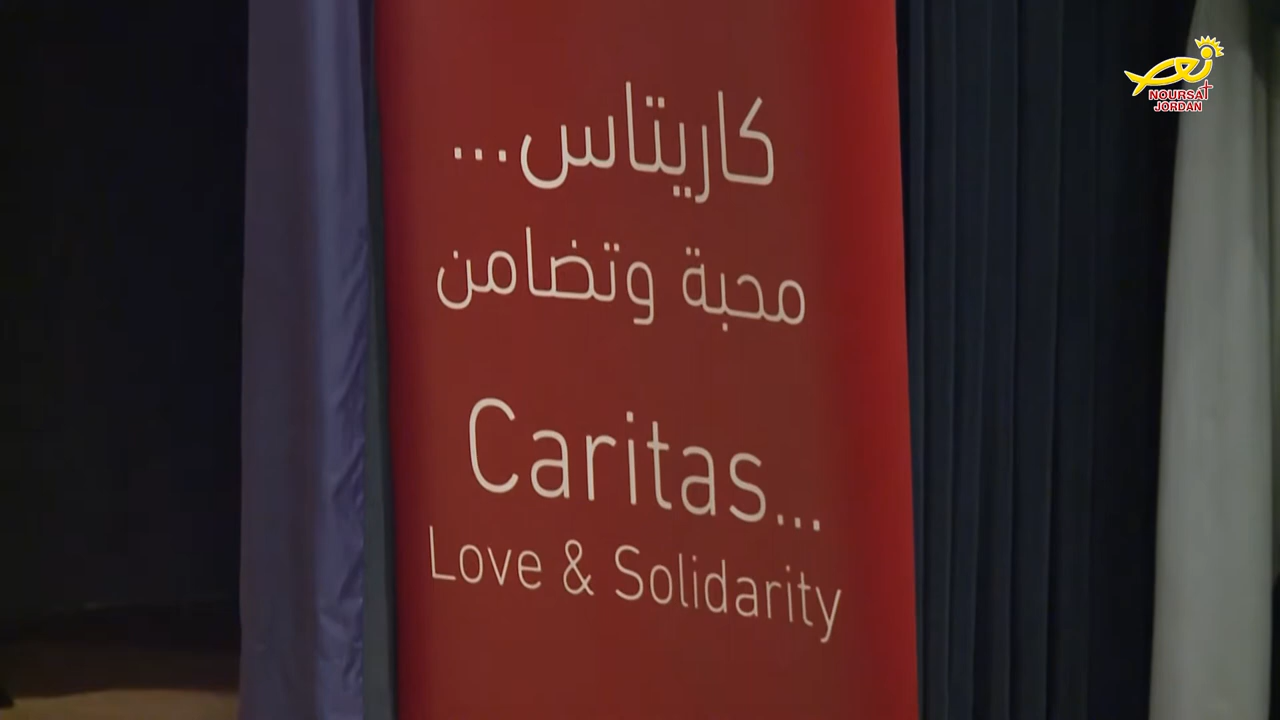 كاريتاس...
محبة وتضامن
Caritas...
Love & Solidarity
NOURSAT
JORDAN